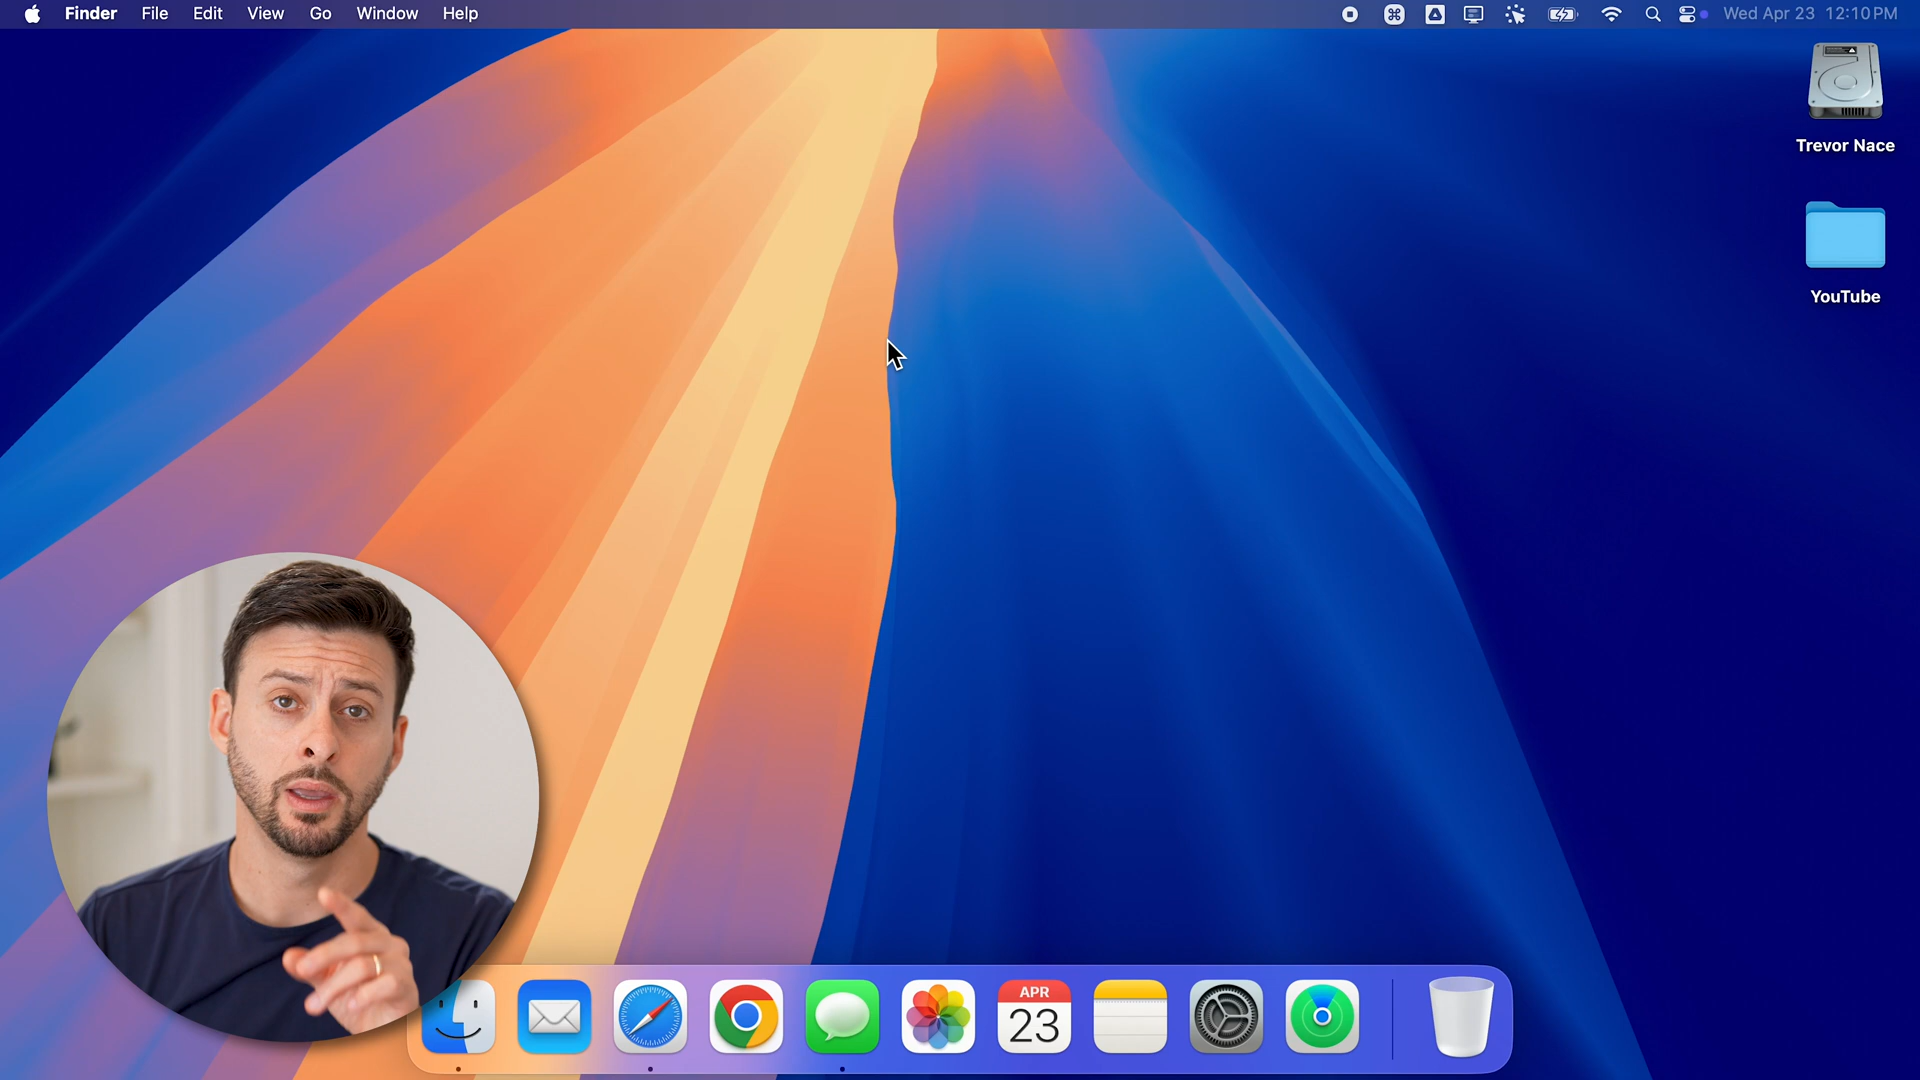 Finder File Edit View Go Window Help Wed Apr 23 12:10 PM
Trevor Nace
YouTube
APR
23